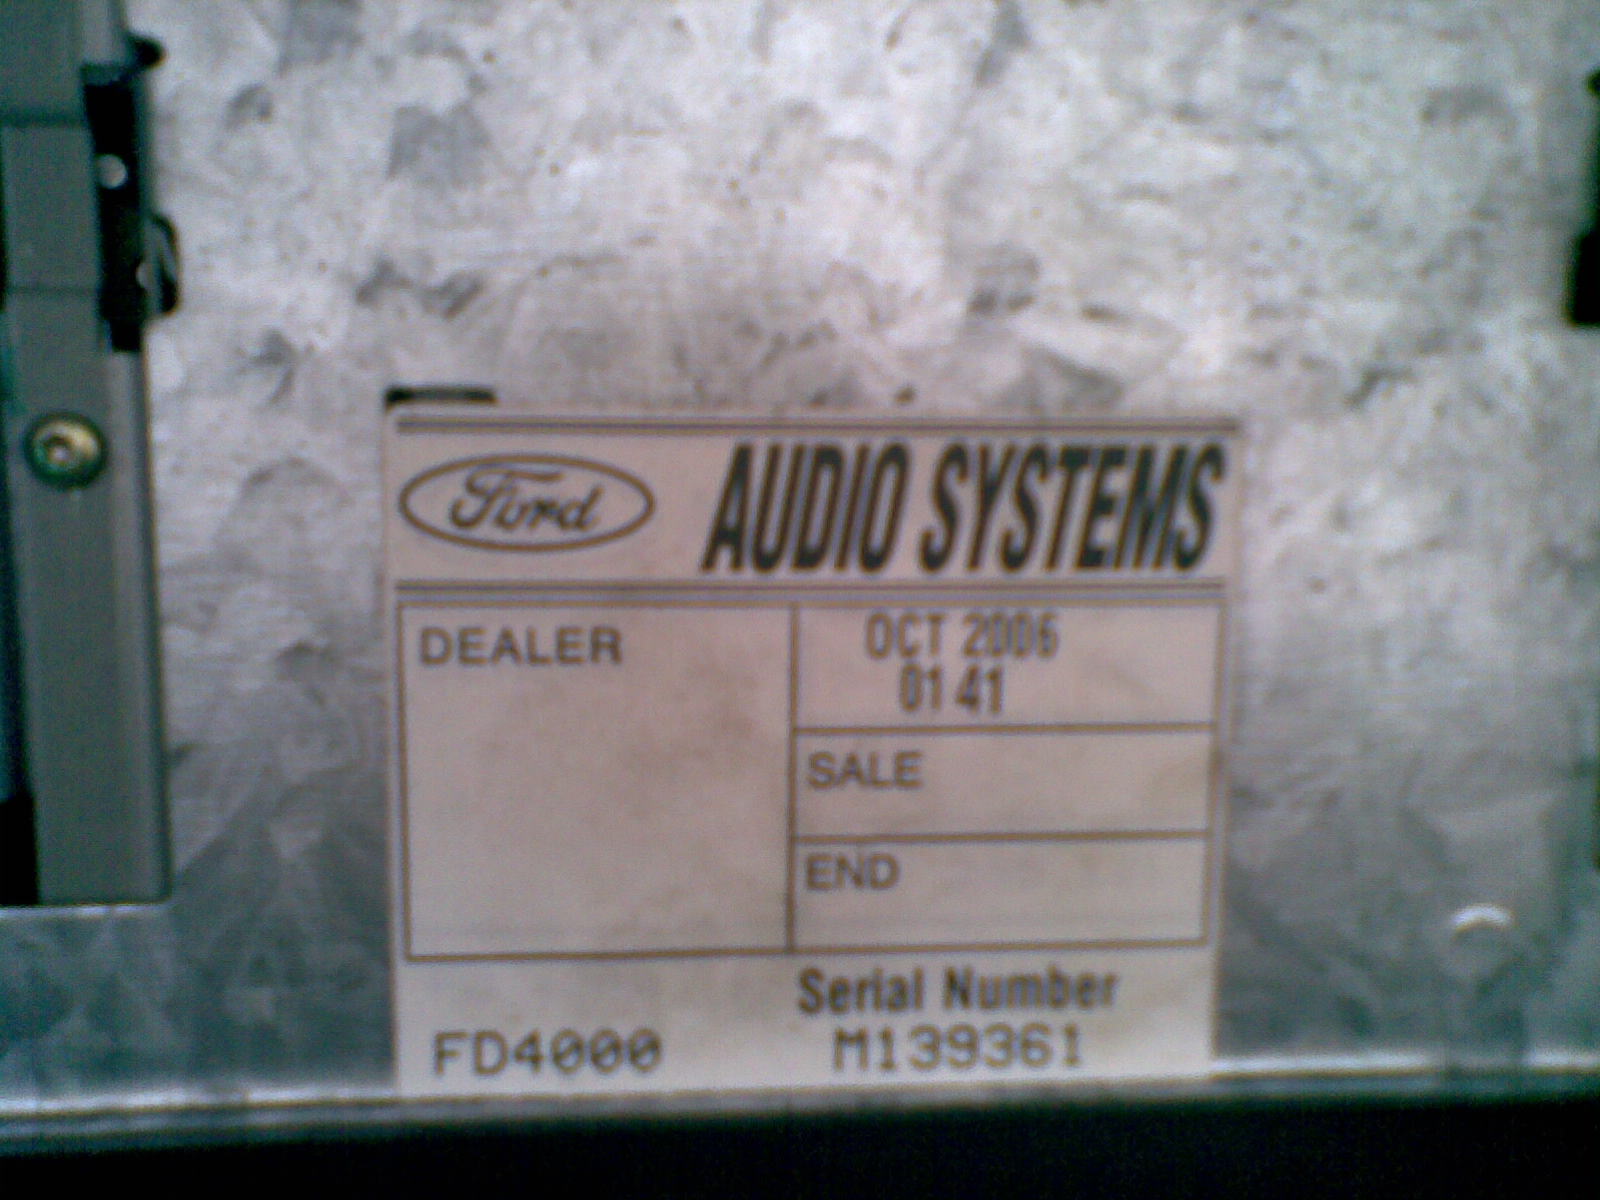 Ford AUDIO SYSTEMS
DEALER
OCT 2006
01 41
SALE
END
Serial Number
FD4000 M139361